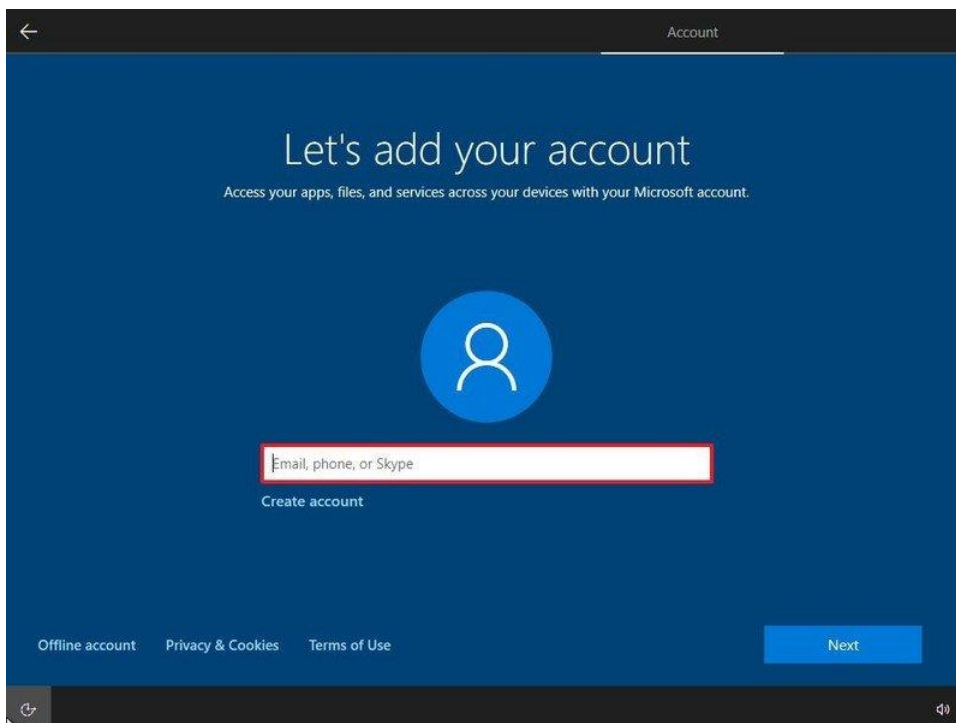 Account
Let's add your account
Access your apps, files, and services across your devices with your Microsoft account.
Email, phone, or Skype
Create account
Offline account Privacy & Cookies Terms of Use Next